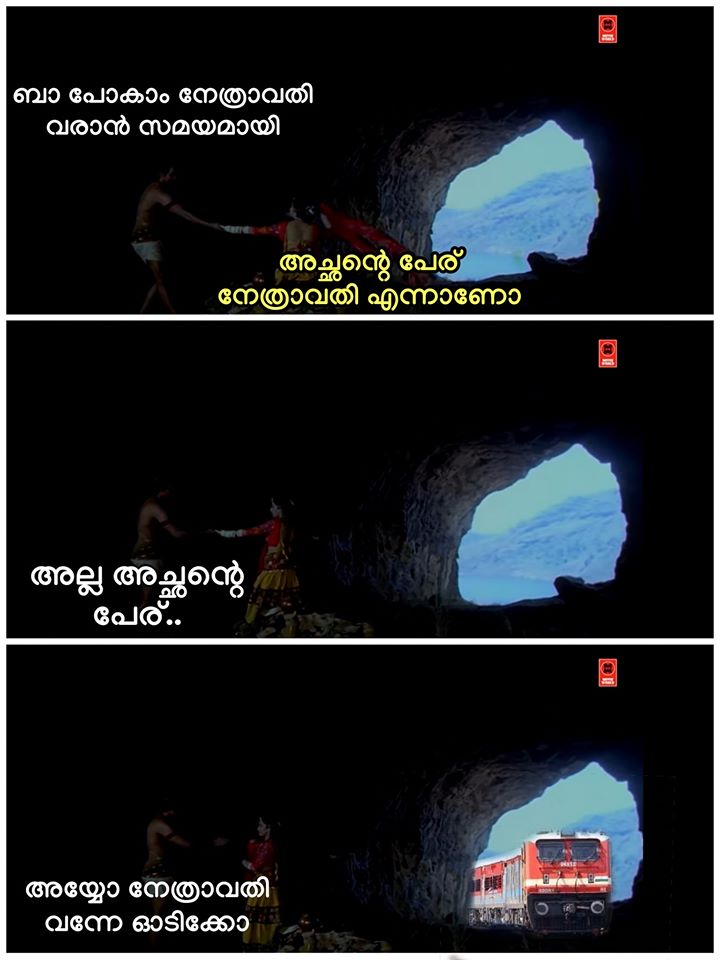 ബാ പോകാം നേത്രാവതി
വരാൻ സമയമായി
അച്ഛന്റെ പേര്
നേത്രാവതി എന്നാണോ
അല്ല അച്ഛന്റെ
പേര്..
അയ്യോ നേത്രാവതി
വന്നേ ഓടിക്കോ